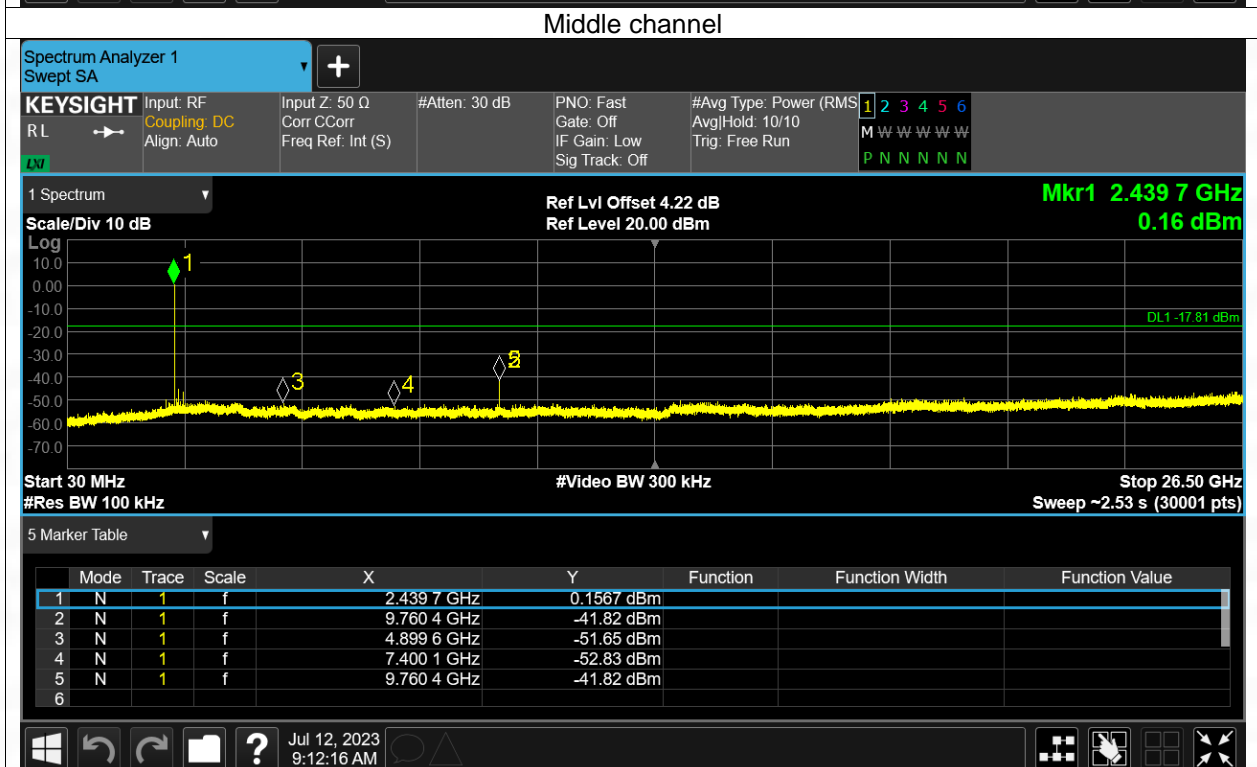 Middle channel
Spectrum Analyzer 1
Swept SA
+
KEYSIGHT Input: RF Input Z: 50 Ω #Atten: 30 dB PNO: Fast #Avg Type: Power (RMS 1 2 3 4 5 6
RL Coupling: DC Corr CCorr Gate: Off Avg|Hold: 10/10 M W W W W W
Align: Auto Freq Ref: Int (S) IF Gain: Low Trig: Free Run
LXI Sig Track: Off P N N N N N
1 Spectrum Ref Lvl Offset 4.22 dB Mkr1 2.439 7 GHz
Scale/Div 10 dB Ref Level 20.00 dBm 0.16 dBm
Log
10.0 1
0.00
-10.0
DL1 -17.81 dBm
-20.0
-30.0
-40.0 3 4
-50.0
-60.0
-70.0
Start 30 MHz #Video BW 300 kHz Stop 26.50 GHz
#Res BW 100 kHz Sweep ~2.53 s (30001 pts)
5 Marker Table
Mode Trace Scale X Y Function Function Width Function Value
1 N 1 f 2.439 7 GHz 0.1567 dBm
2 N 1 f 9.760 4 GHz -41.82 dBm
3 N 1 f 4.899 6 GHz -51.65 dBm
4 N 1 f 7.400 1 GHz -52.83 dBm
5 N 1 f 9.760 4 GHz -41.82 dBm
6
? Jul 12, 2023
9:12:16 AM